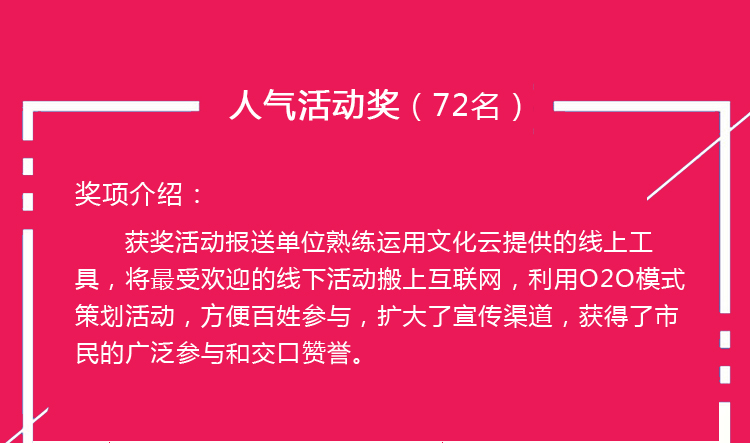 人气活动奖（72名）
奖项介绍：
获奖活动报送单位熟练运用文化云提供的线上工
具，将最受欢迎的线下活动搬上互联网，利用O2O模式
策划活动，方便百姓参与，扩大了宣传渠道，获得了市
民的广泛参与和交口赞誉。